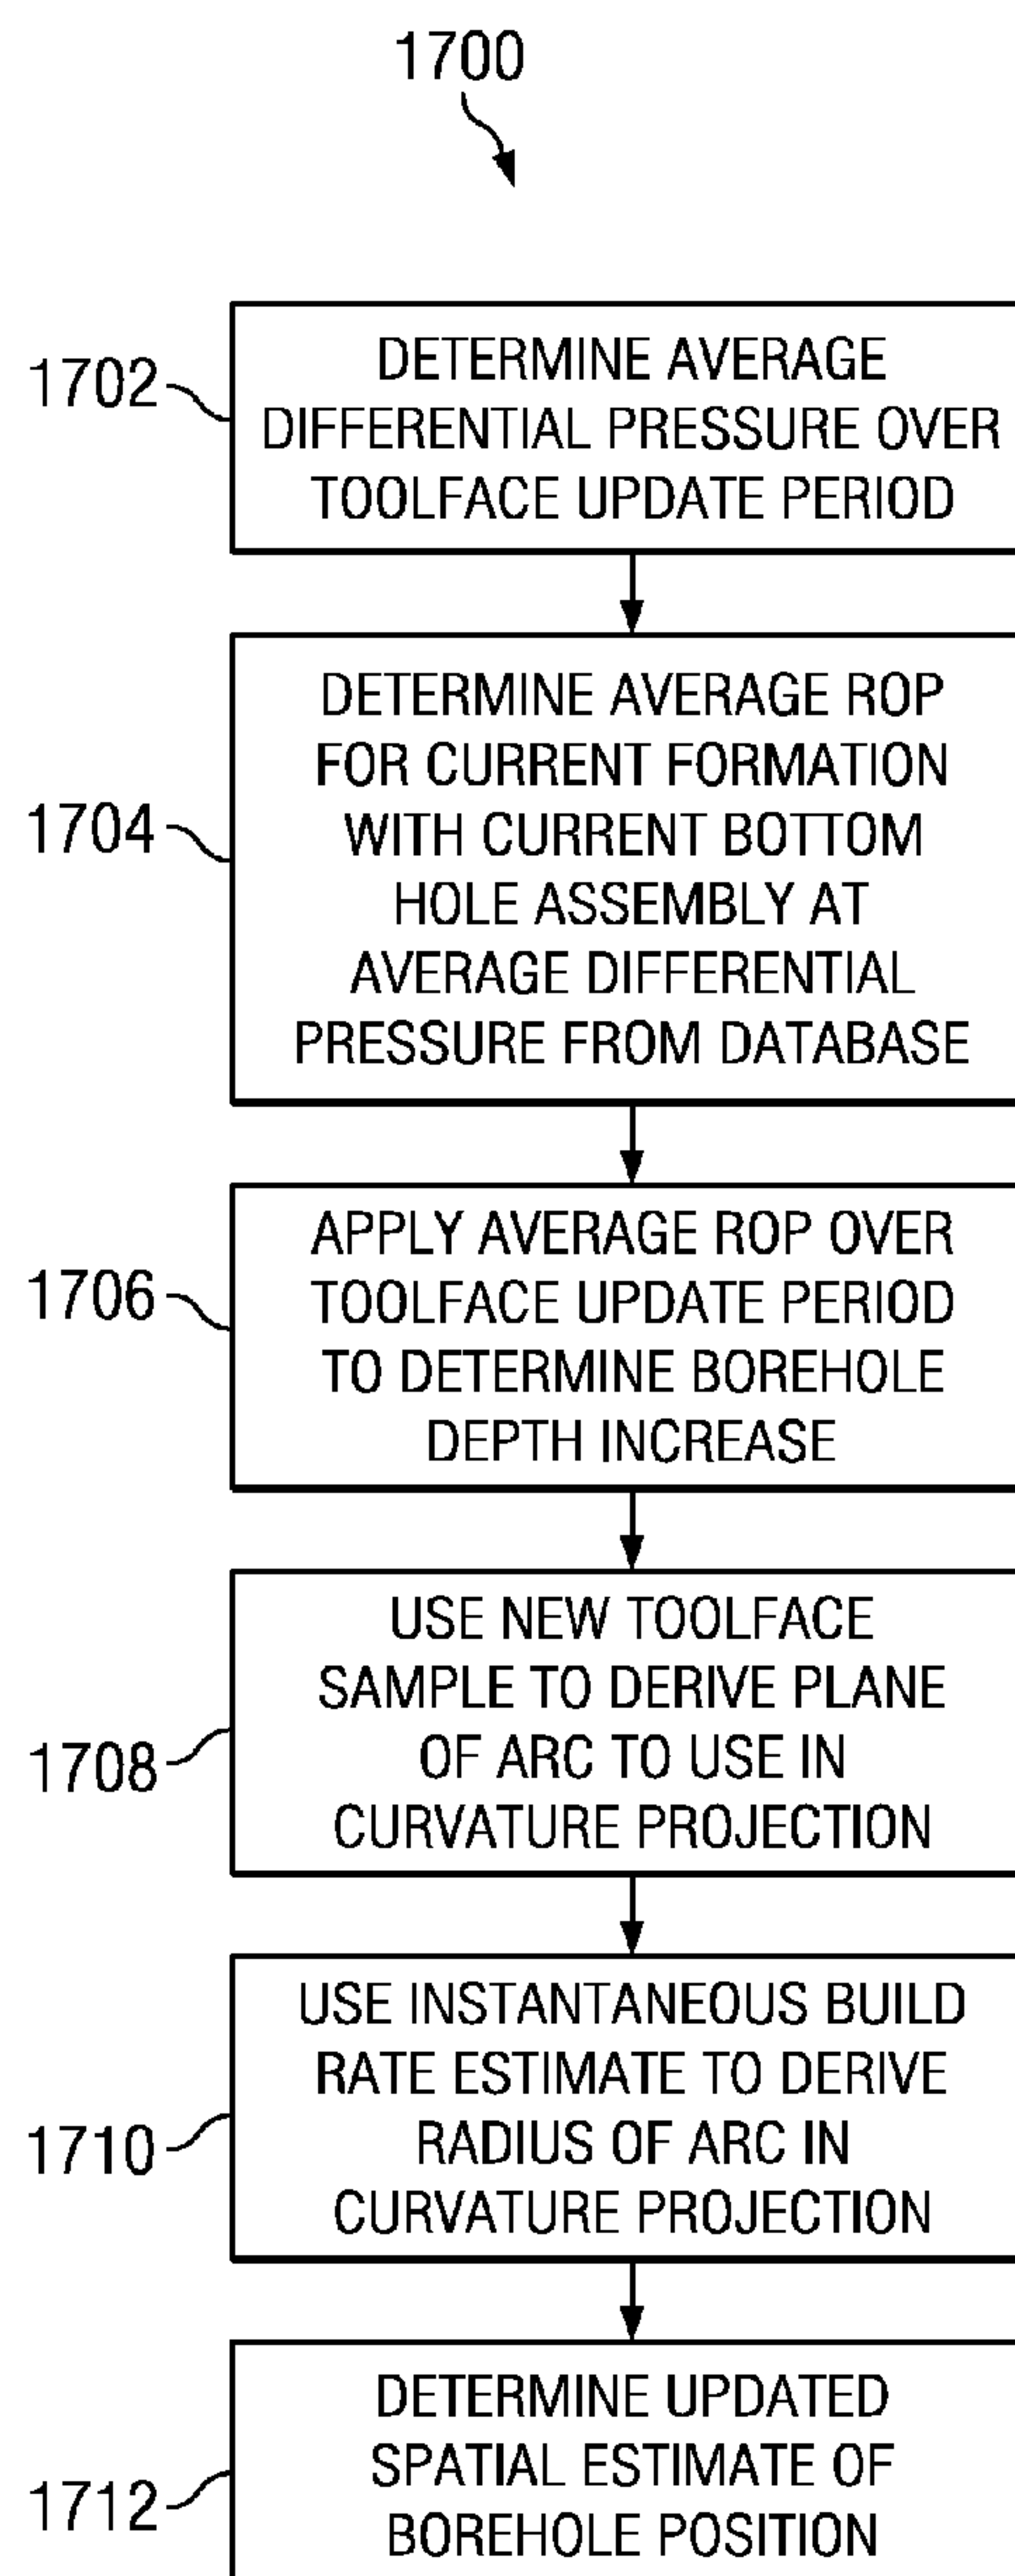 1700
1702
DETERMINE AVERAGE
DIFFERENTIAL PRESSURE OVER
TOOLFACE UPDATE PERIOD
1704
DETERMINE AVERAGE ROP
FOR CURRENT FORMATION
WITH CURRENT BOTTOM
HOLE ASSEMBLY AT
AVERAGE DIFFERENTIAL
PRESSURE FROM DATABASE
1706
APPLY AVERAGE ROP OVER
TOOLFACE UPDATE PERIOD
TO DETERMINE BOREHOLE
DEPTH INCREASE
1708
USE NEW TOOLFACE
SAMPLE TO DERIVE PLANE
OF ARC TO USE IN
CURVATURE PROJECTION
1710
USE INSTANTANEOUS BUILD
RATE ESTIMATE TO DERIVE
RADIUS OF ARC IN
CURVATURE PROJECTION
1712
DETERMINE UPDATED
SPATIAL ESTIMATE OF
BOREHOLE POSITION